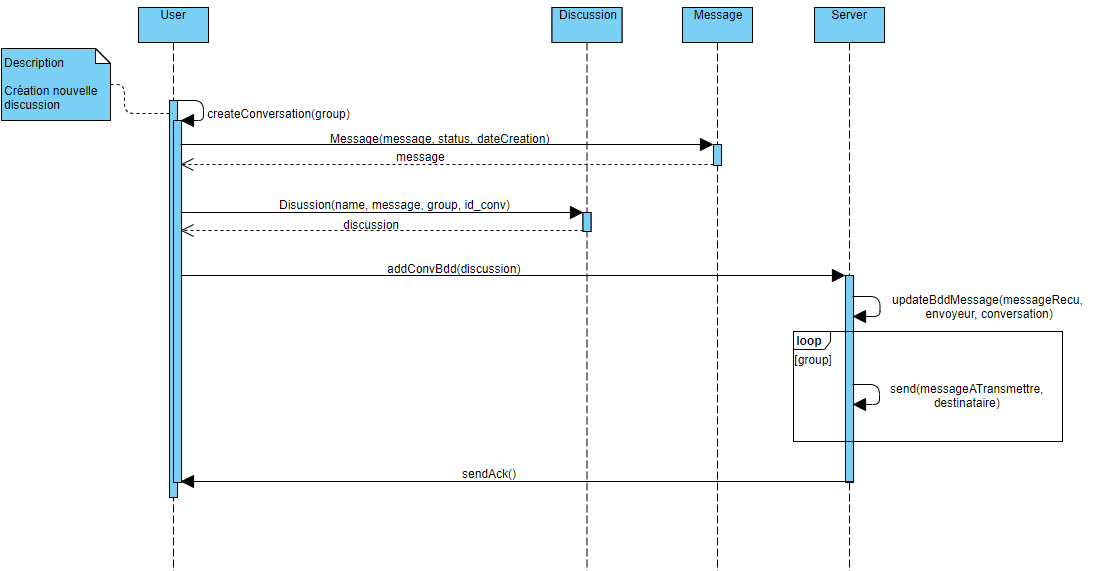 User
Discussion
Message
Server
Description
Création nouvelle
discussion
createConversation(group)
Message(message, status, dateCreation)
message
Disussion(name, message, group, id_conv)
discussion
addConvBdd(discussion)
updateBddMessage(messageRecu,
envoyeur, conversation)
loop
[group]
send(messageATransmettre,
destinataire)
sendAck()